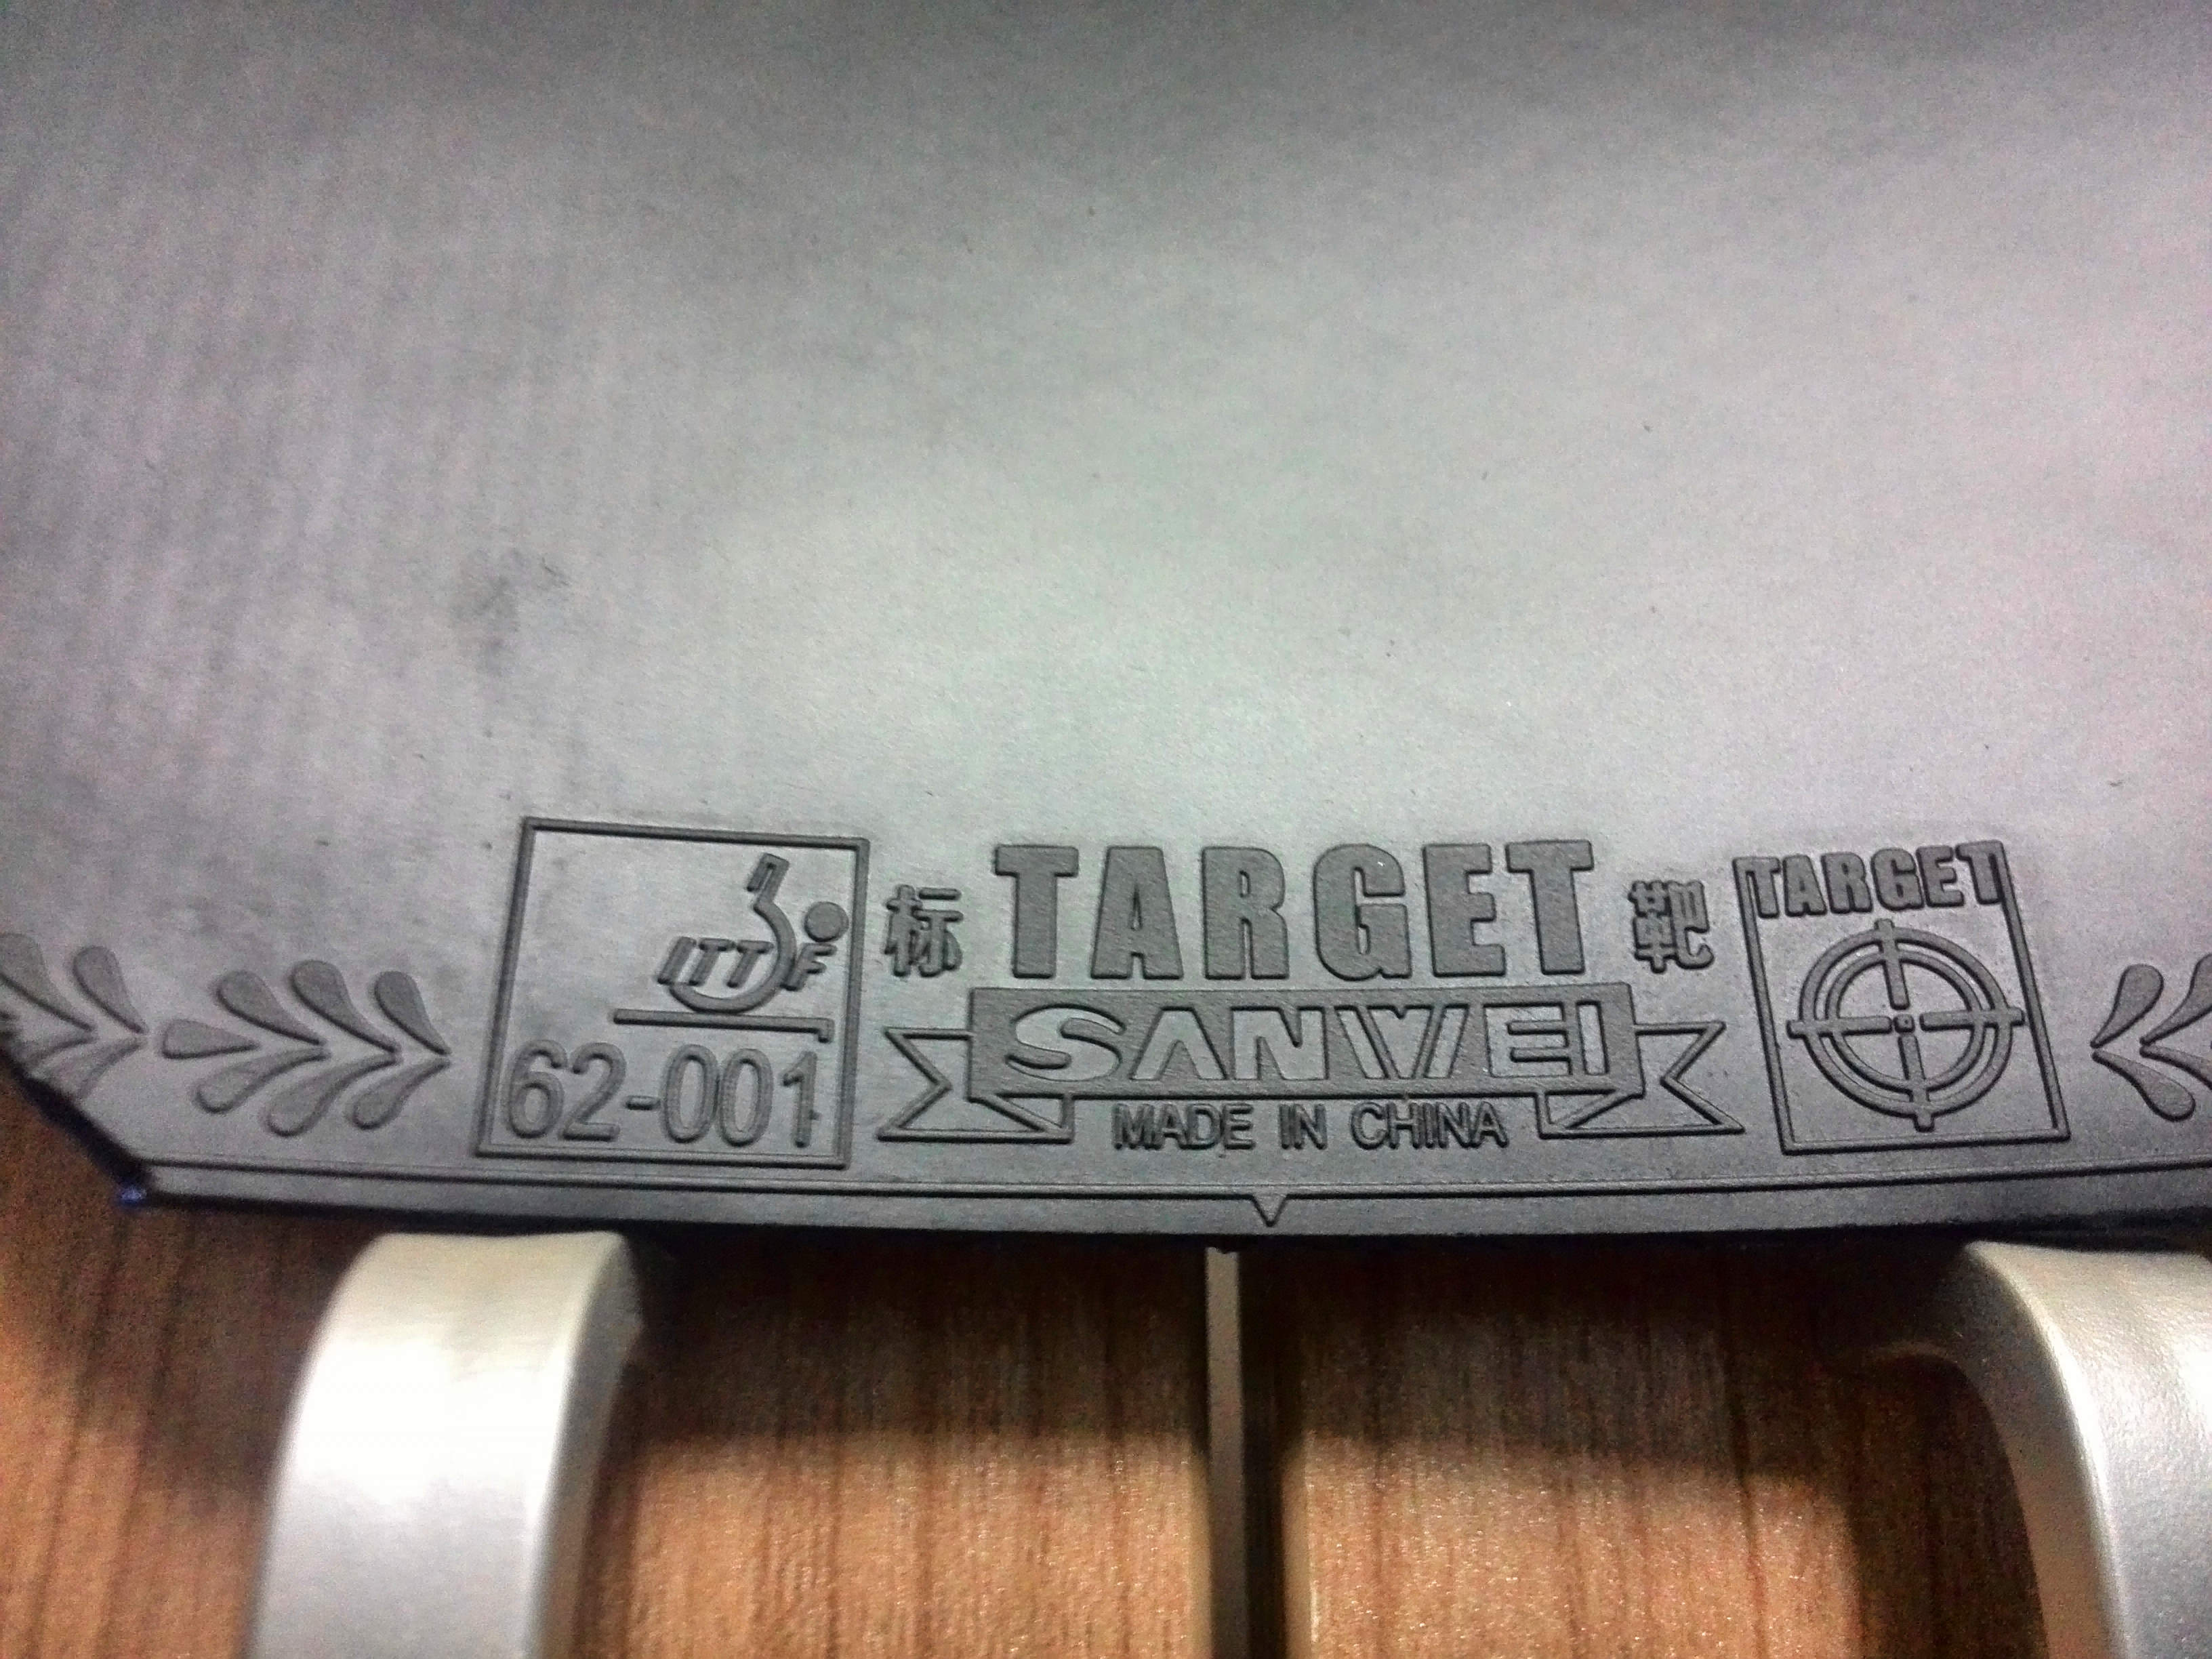 ITTF
62-001
标 TARGET 靶
SANWEI
MADE IN CHINA
TARGET